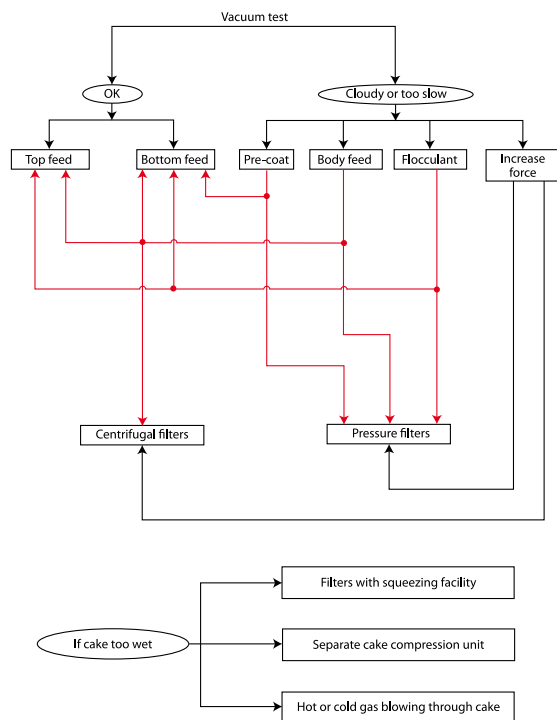 Vacuum test
OK
Cloudy or too slow
Top feed
Bottom feed
Pre-coat
Body feed
Flocculant
Increase
force
Centrifugal filters
Pressure filters
If cake too wet
Filters with squeezing facility
Separate cake compression unit
Hot or cold gas blowing through cake